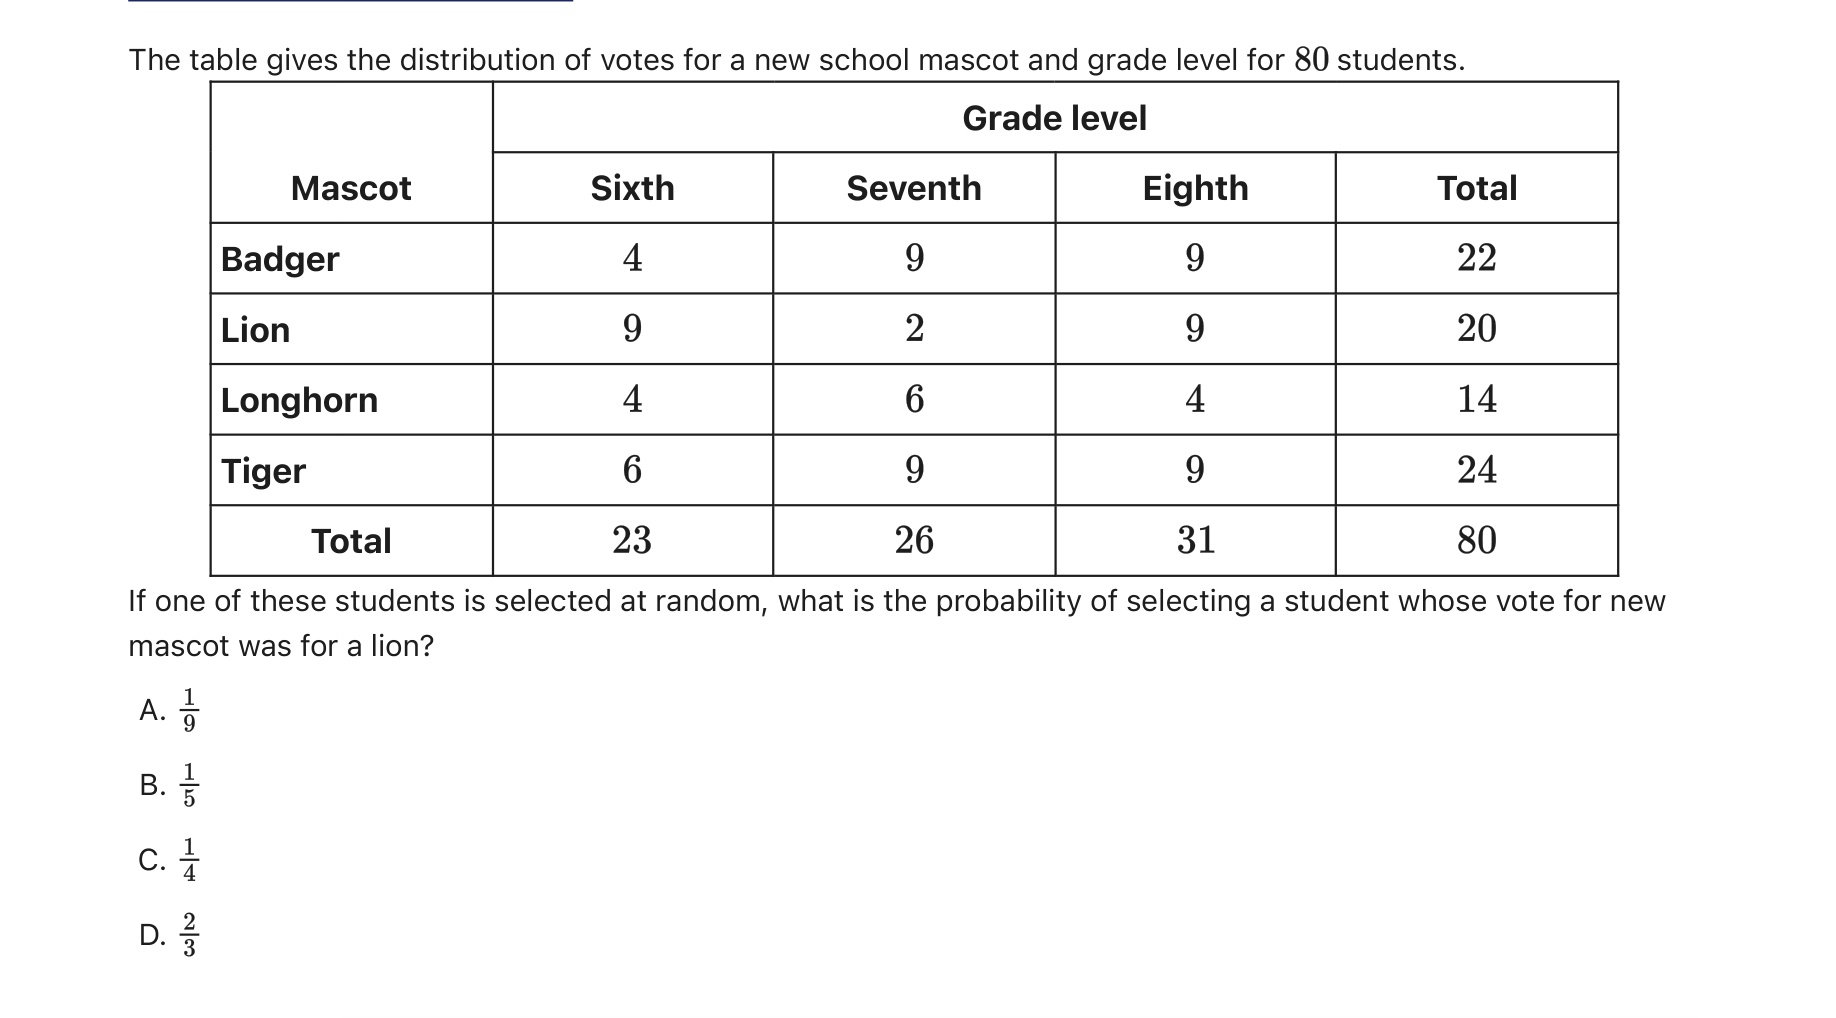 The table gives the distribution of votes for a new school mascot and grade level for 80 students.
Grade level
Mascot Sixth Seventh Eighth Total
Badger 4 9 9 22
Lion 9 2 9 20
Longhorn 4 6 4 14
Tiger 6 9 9 24
Total 23 26 31 80
If one of these students is selected at random, what is the probability of selecting a student whose vote for new
mascot was for a lion?
A. 1/9
B. 1/5
C. 1/4
D. 2/3